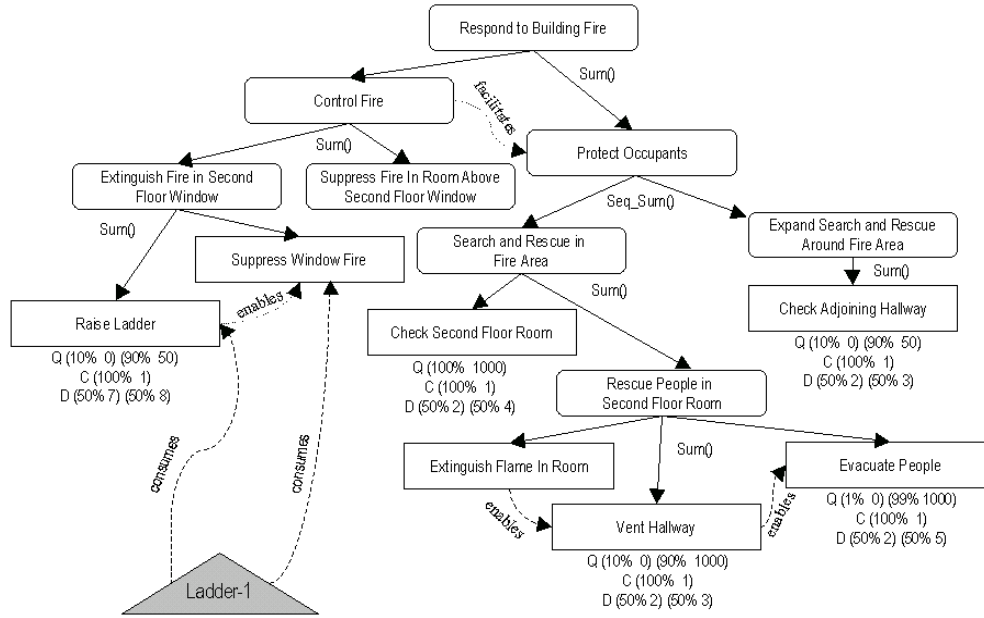 Respond to Building Fire
Sum()
Control Fire
facilitates
Sum()
Protect Occupants
Extinguish Fire in Second
Floor Window
Suppress Fire In Room Above
Second Floor Window
Seq_Sum()
Sum()
Search and Rescue in
Fire Area
Expand Search and Rescue
Around Fire Area
Suppress Window Fire
Sum()
Sum()
enables
Raise Ladder
Q (10% 0) (90% 50)
C (100% 1)
D (50% 7) (50% 8)
Check Second Floor Room
Q (100% 1000)
C (100% 1)
D (50% 2) (50% 4)
Check Adjoining Hallway
Q (10% 0) (90% 50)
C (100% 1)
D (50% 2) (50% 3)
Rescue People in
Second Floor Room
Sum()
consumes
consumes
Extinguish Flame In Room
Evacuate People
Q (1% 0) (99% 1000)
C (100% 1)
D (50% 2) (50% 5)
enables
enables
Vent Hallway
Q (10% 0) (90% 1000)
C (100% 1)
D (50% 2) (50% 3)
Ladder-1